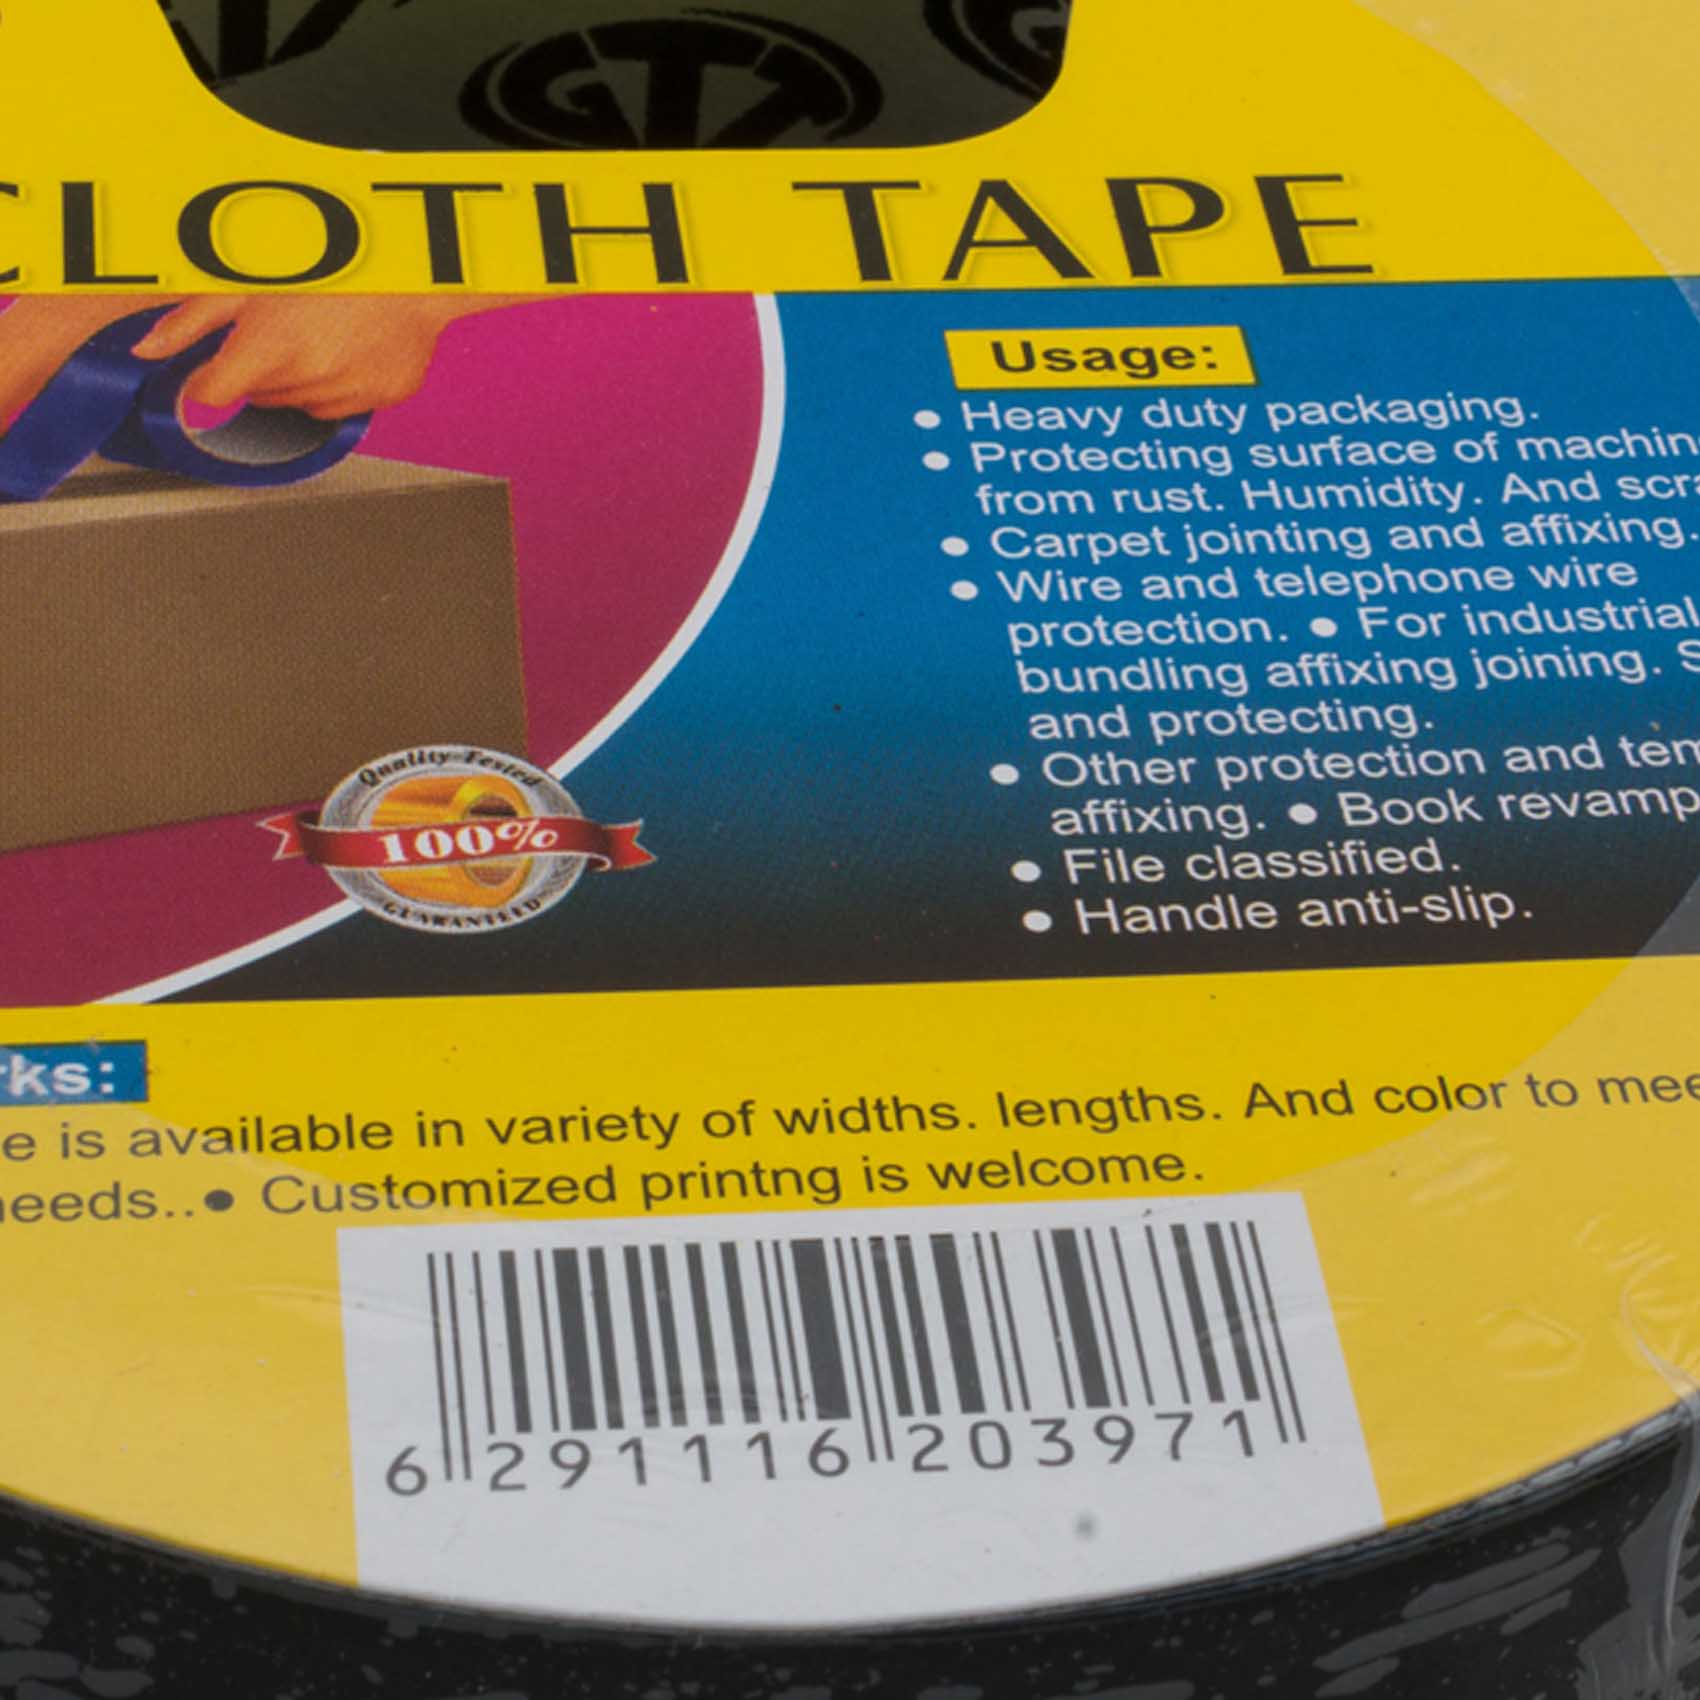 GTT
CLOTH TAPE
Usage:
• Heavy duty packaging.
• Protecting surface of machin
from rust. Humidity. And scra
• Carpet jointing and affixing.
• Wire and telephone wire
protection. • For industrial
bundling affixing joining. S
and protecting.
• Other protection and tem
affixing. • Book revamp
• File classified.
• Handle anti-slip.
Quality-Tested
100%
GUARANTEED
rks:
e is available in variety of widths. lengths. And color to mee
needs..• Customized printng is welcome.
6 291116 203971